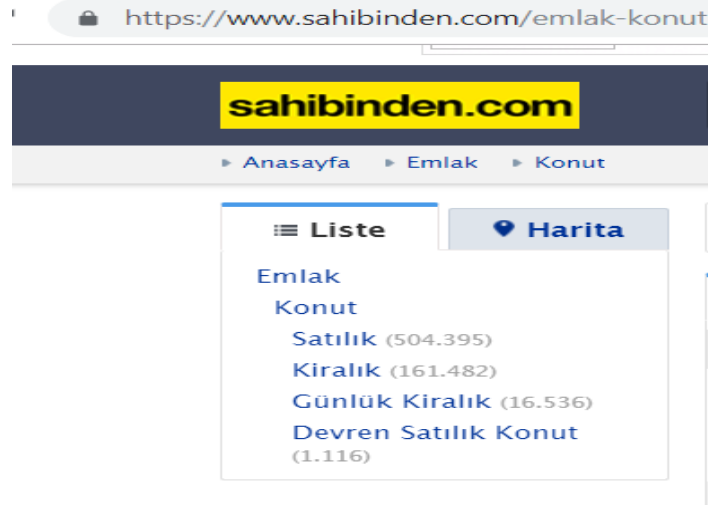 https://www.sahibinden.com/emlak-konut
sahibinden.com
Anasayfa Emlak Konut
Liste Harita
Emlak
Konut
Satılık (504.395)
Kiralık (161.482)
Günlük Kiralık (16.536)
Devren Satılık Konut
(1.116)